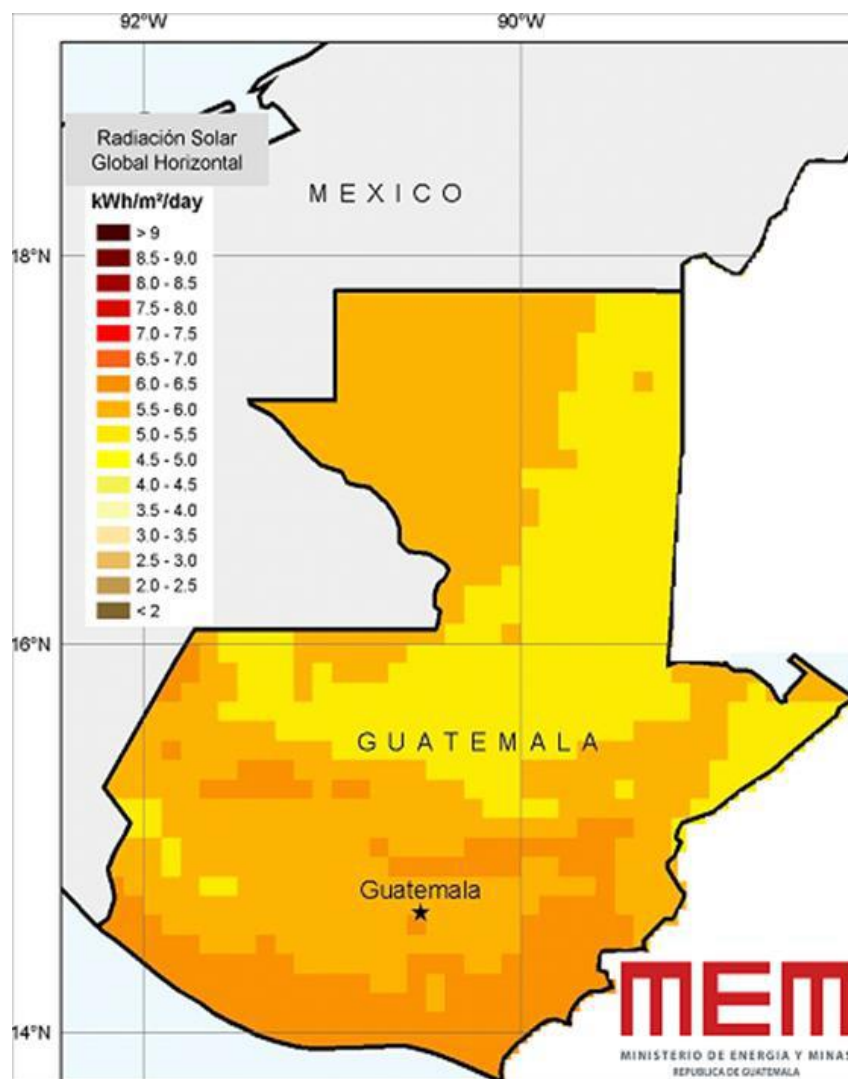 92°W 90°W
Radiación Solar
Global Horizontal
kWh/m²/day
> 9
8.5 - 9.0
8.0 - 8.5
7.5 - 8.0
7.0 - 7.5
6.5 - 7.0
6.0 - 6.5
5.5 - 6.0
5.0 - 5.5
4.5 - 5.0
4.0 - 4.5
3.5 - 4.0
3.0 - 3.5
2.5 - 3.0
2.0 - 2.5
< 2
MEXICO
18°N
16°N
GUATEMALA
Guatemala
14°N
MEM
MINISTERIO DE ENERGIA Y MINAS
REPUBLICA DE GUATEMALA